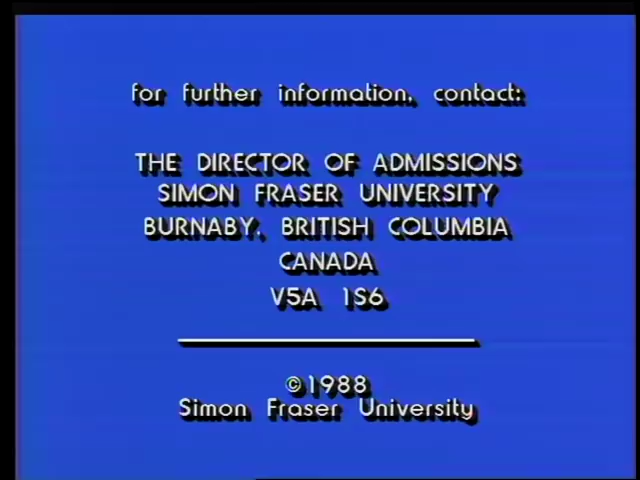 for further information, contact:
THE DIRECTOR OF ADMISSIONS
SIMON FRASER UNIVERSITY
BURNABY, BRITISH COLUMBIA
CANADA
V5A 1S6
©1988
Simon Fraser University